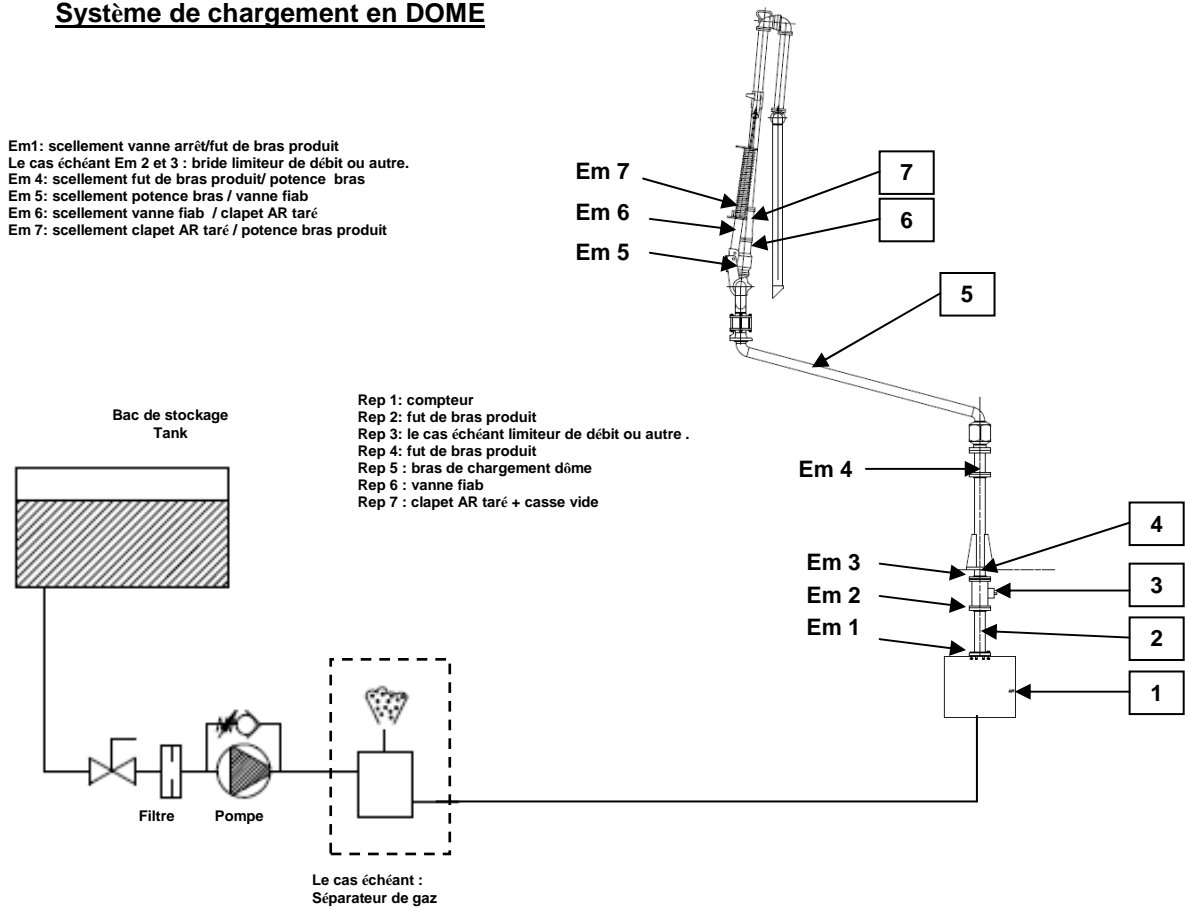 Système de chargement en DOME
Em1: scellement vanne arrêt/fut de bras produit
Le cas échéant Em 2 et 3 : bride limiteur de débit ou autre.
Em 4: scellement fut de bras produit/ potence bras
Em 5: scellement potence bras / vanne fiab
Em 6: scellement vanne fiab / clapet AR taré
Em 7: scellement clapet AR taré / potence bras produit
Em 7
Em 6
Em 5
7
6
5
Rep 1: compteur
Rep 2: fut de bras produit
Rep 3: le cas échéant limiteur de débit ou autre .
Rep 4: fut de bras produit
Rep 5 : bras de chargement dôme
Rep 6 : vanne fiab
Rep 7 : clapet AR taré + casse vide
Bac de stockage
Tank
Em 4
Em 3
Em 2
Em 1
4
3
2
1
Filtre
Pompe
Le cas échéant :
Séparateur de gaz